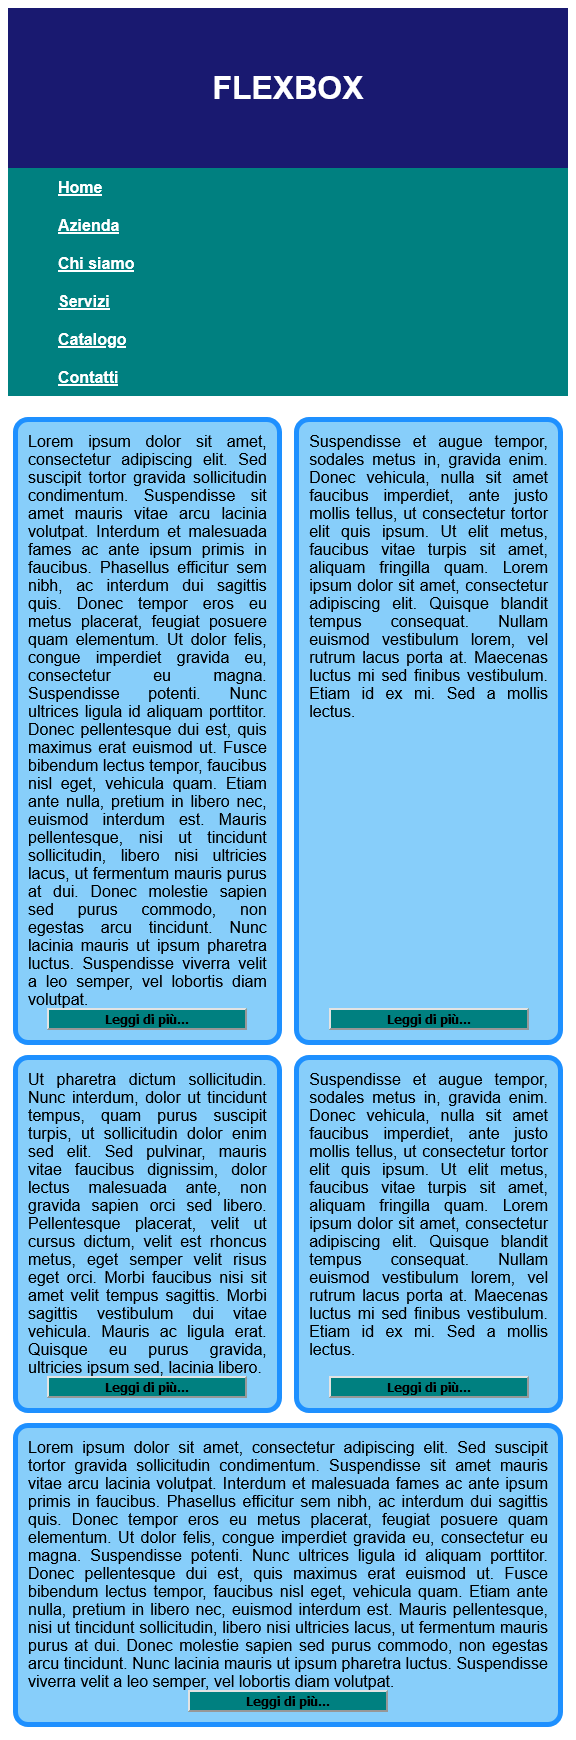 FLEXBOX
Home
Azienda
Chi siamo
Servizi
Catalogo
Contatti
Lorem ipsum dolor sit amet,
consectetur adipiscing elit. Sed
suscipit tortor gravida sollicitudin
condimentum. Suspendisse sit
amet mauris vitae arcu lacinia
volutpat. Interdum et malesuada
fames ac ante ipsum primis in
faucibus. Phasellus efficitur sem
nibh, ac interdum dui sagittis
quis. Donec tempor eros eu
metus placerat, feugiat posuere
quam elementum. Ut dolor felis,
congue imperdiet gravida eu,
consectetur eu magna.
Suspendisse potenti. Nunc
ultrices ligula id aliquam porttitor.
Donec pellentesque dui est, quis
maximus erat euismod ut. Fusce
bibendum lectus tempor, faucibus
nisl eget, vehicula quam. Etiam
ante nulla, pretium in libero nec,
euismod interdum est. Mauris
pellentesque, nisi ut tincidunt
sollicitudin, libero nisi ultricies
lacus, ut fermentum mauris purus
at dui. Donec molestie sapien
sed purus commodo, non
egestas arcu tincidunt. Nunc
lacinia mauris ut ipsum pharetra
luctus. Suspendisse viverra velit
a leo semper, vel lobortis diam
volutpat.
Leggi di più...
Suspendisse et augue tempor,
sodales metus in, gravida enim.
Donec vehicula, nulla sit amet
faucibus imperdiet, ante justo
mollis tellus, ut consectetur tortor
elit quis ipsum. Ut elit metus,
faucibus vitae turpis sit amet,
aliquam fringilla quam. Lorem
ipsum dolor sit amet, consectetur
adipiscing elit. Quisque blandit
tempus consequat. Nullam
euismod vestibulum lorem, vel
rutrum lacus porta at. Maecenas
luctus mi sed finibus vestibulum.
Etiam id ex mi. Sed a mollis
lectus.
Leggi di più...
Ut pharetra dictum sollicitudin.
Nunc interdum, dolor ut tincidunt
tempus, quam purus suscipit
turpis, ut sollicitudin dolor enim
sed elit. Sed pulvinar, mauris
vitae faucibus dignissim, dolor
lectus malesuada ante, non
gravida sapien orci sed libero.
Pellentesque placerat, velit ut
cursus dictum, velit est rhoncus
metus, eget semper velit risus
eget orci. Morbi faucibus nisi sit
amet velit tempus sagittis. Morbi
sagittis vestibulum dui vitae
vehicula. Mauris ac ligula erat.
Quisque eu purus gravida,
ultricies ipsum sed, lacinia libero.
Leggi di più...
Suspendisse et augue tempor,
sodales metus in, gravida enim.
Donec vehicula, nulla sit amet
faucibus imperdiet, ante justo
mollis tellus, ut consectetur tortor
elit quis ipsum. Ut elit metus,
faucibus vitae turpis sit amet,
aliquam fringilla quam. Lorem
ipsum dolor sit amet, consectetur
adipiscing elit. Quisque blandit
tempus consequat. Nullam
euismod vestibulum lorem, vel
rutrum lacus porta at. Maecenas
luctus mi sed finibus vestibulum.
Etiam id ex mi. Sed a mollis
lectus.
Leggi di più...
Lorem ipsum dolor sit amet, consectetur adipiscing elit. Sed suscipit
tortor gravida sollicitudin condimentum. Suspendisse sit amet mauris
vitae arcu lacinia volutpat. Interdum et malesuada fames ac ante ipsum
primis in faucibus. Phasellus efficitur sem nibh, ac interdum dui sagittis
quis. Donec tempor eros eu metus placerat, feugiat posuere quam
elementum. Ut dolor felis, congue imperdiet gravida eu, consectetur eu
magna. Suspendisse potenti. Nunc ultrices ligula id aliquam porttitor.
Donec pellentesque dui est, quis maximus erat euismod ut. Fusce
bibendum lectus tempor, faucibus nisl eget, vehicula quam. Etiam ante
nulla, pretium in libero nec, euismod interdum est. Mauris pellentesque,
nisi ut tincidunt sollicitudin, libero nisi ultricies lacus, ut fermentum mauris
purus at dui. Donec molestie sapien sed purus commodo, non egestas
arcu tincidunt. Nunc lacinia mauris ut ipsum pharetra luctus. Suspendisse
viverra velit a leo semper, vel lobortis diam volutpat.
Leggi di più...